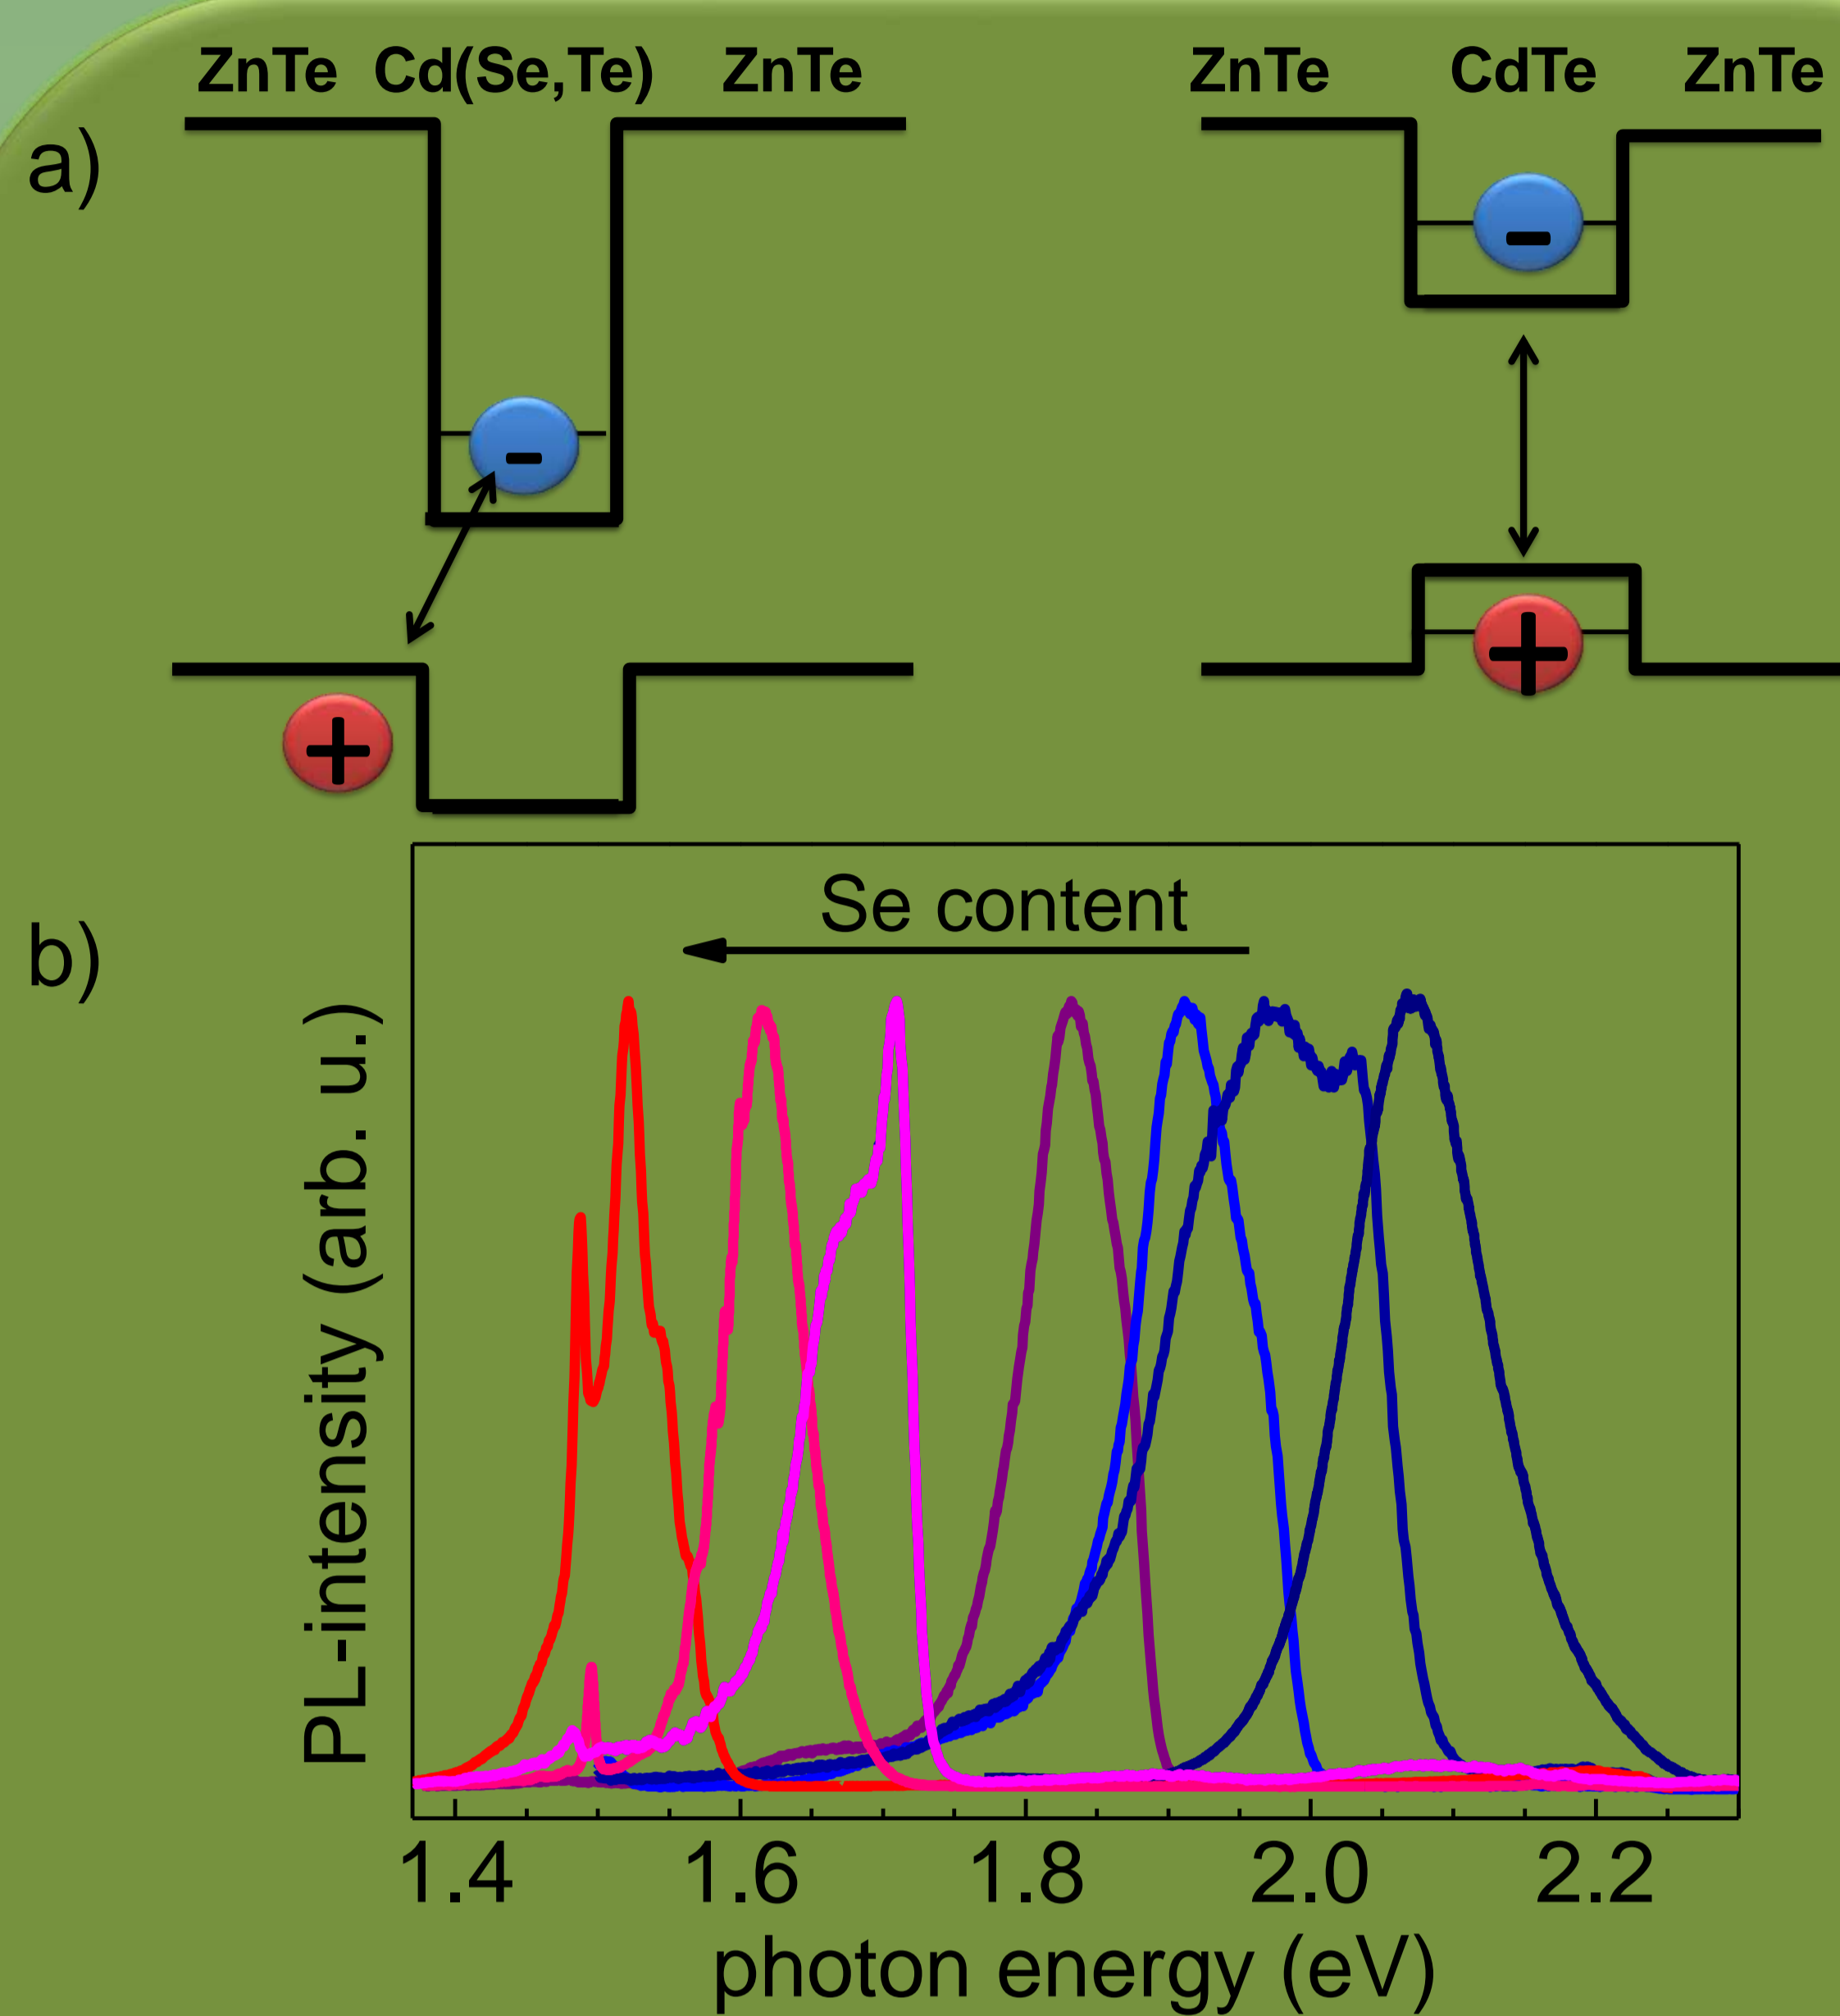 ZnTe Cd(Se,Te) ZnTe ZnTe CdTe ZnTe
a)
-
-
+
+
b)
Se content
PL-intensity (arb. u.)
1.4 1.6 1.8 2.0 2.2
photon energy (eV)